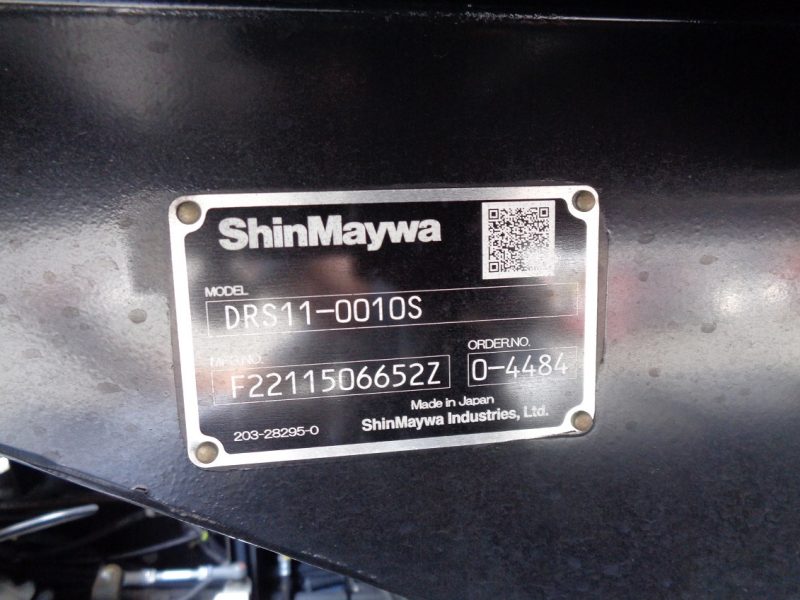 ShinMaywa
MODEL
DRS11-0010S
MFG.NO.
F2211506652Z
ORDER.NO.
0-4484
Made in Japan
ShinMaywa Industries, Ltd.
203-28295-0